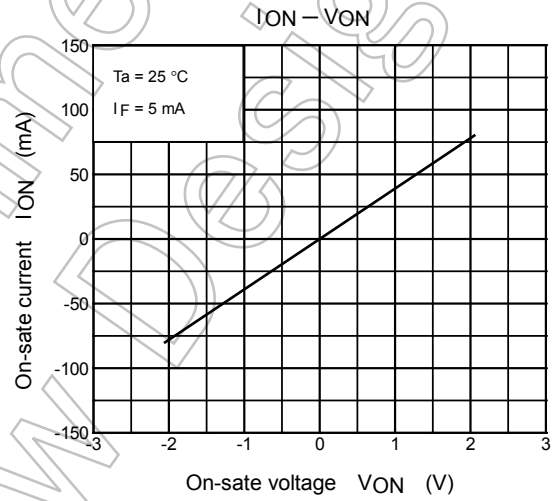 ION – VON
Ta = 25 °C
IF = 5 mA
150
100
50
0
-50
-100
-150
-3 -2 -1 0 1 2 3
On-sate current ION (mA)
On-sate voltage VON (V)